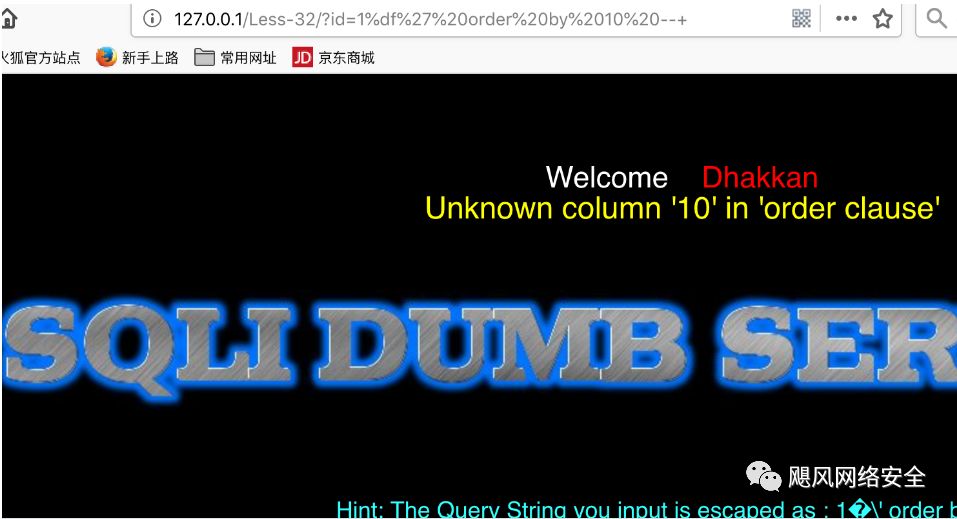 127.0.0.1/Less-32/?id=1%df%27%20order%20by%2010%20--+
火狐官方站点 新手上路 常用网址 JD 京东商城
Welcome Dhakkan
Unknown column '10' in 'order clause'
SQLI DUMB SER
飓风网络安全
Hint: The Query String you input is escaped as : 1�\' order b